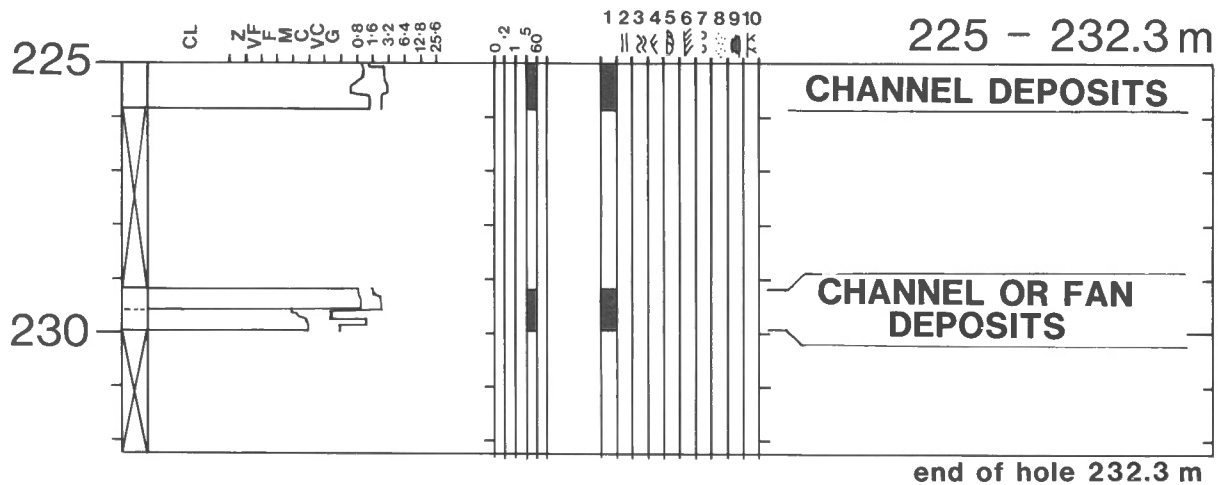 CL Z VF F M C VC G 0·8 1·6 3·2 6·4 12·8 25·6
0 ·2 1 5 60
1 2 3 4 5 6 7 8 9 10
225 – 232.3 m
225
CHANNEL DEPOSITS
CHANNEL OR FAN
DEPOSITS
230
end of hole 232.3 m